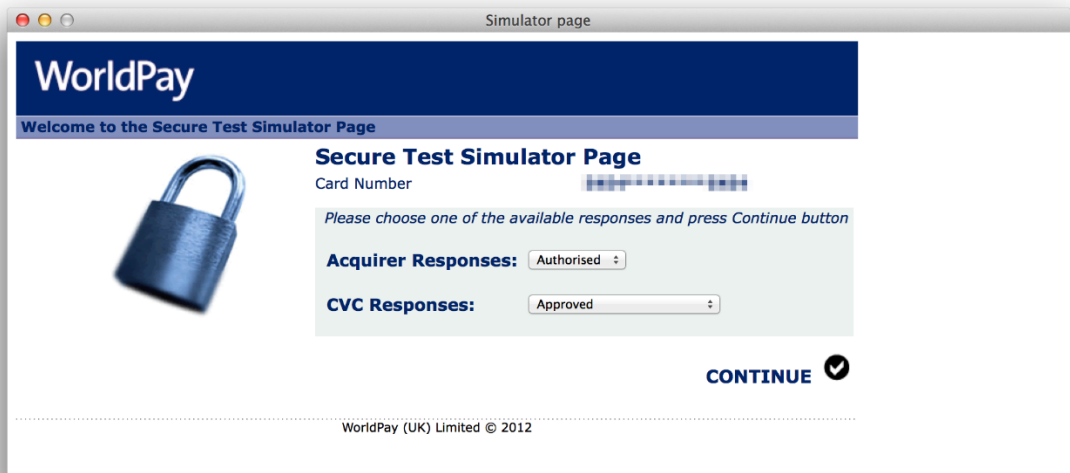 Simulator page
WorldPay
Welcome to the Secure Test Simulator Page
Secure Test Simulator Page
Card Number
Please choose one of the available responses and press Continue button
Acquirer Responses: Authorised
CVC Responses: Approved
CONTINUE
WorldPay (UK) Limited © 2012